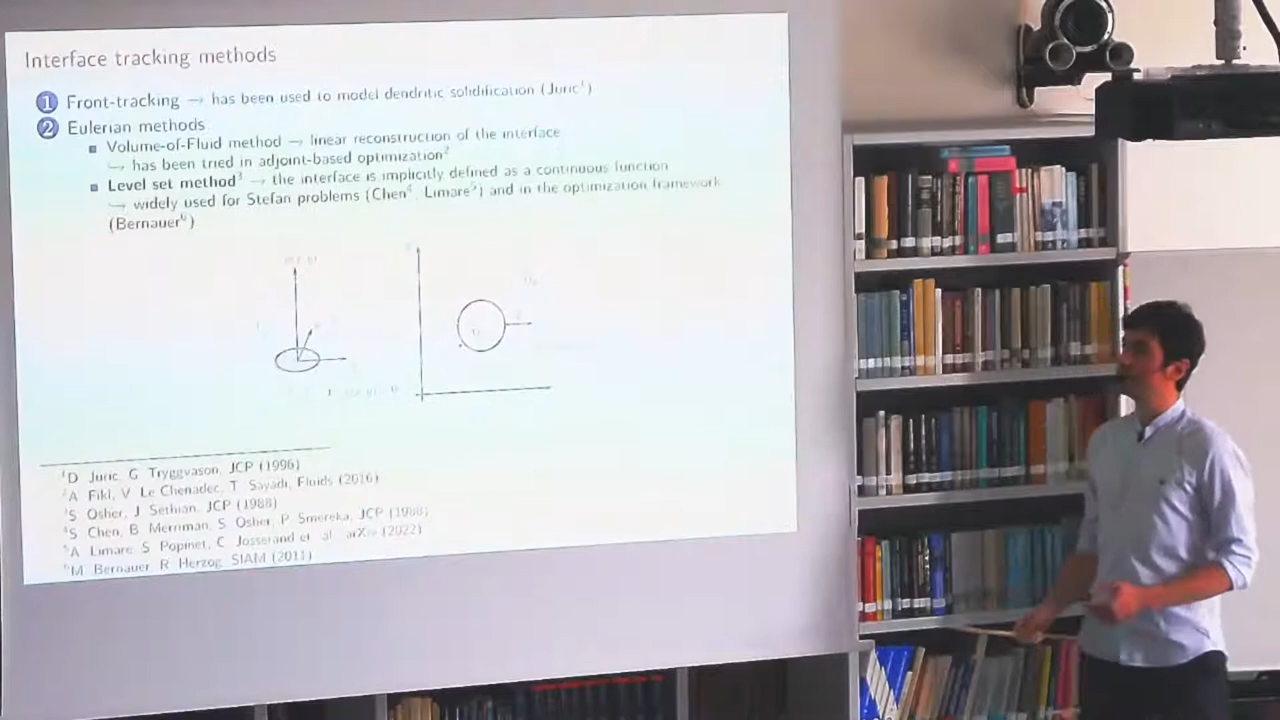 Interface tracking methods
1 Front-tracking → has been used to model dendritic solidification (Juric¹)
2 Eulerian methods
Volume-of-Fluid method → linear reconstruction of the interface
↪ has been tried in adjoint-based optimization²
Level set method³ → the interface is implicitly defined as a continuous function
↪ widely used for Stefan problems (Chen⁴ Limare⁵) and in the optimization framework
(Bernauer⁶)
¹D Juric G Tryggvason, JCP (1996)
²A Fikl, V Le Chenadec, T Sayadi, Fluids (2016)
³S Osher, J Sethian, JCP (1988)
⁴S Chen, B Merriman, S Osher, P Smereka, JCP (1988)
⁵A Limare S Popinet, C Josserand et al arXiv (2022)
⁶M Bernauer R Herzog SIAM (2011)